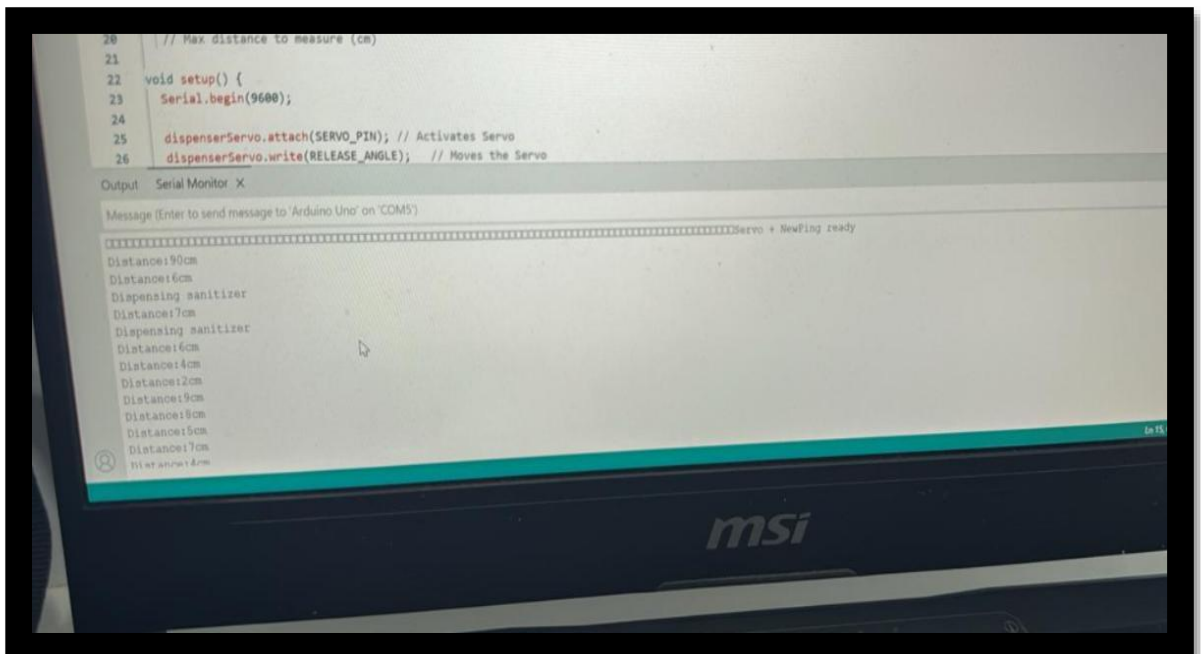 20 // Max distance to measure (cm)
21
22 void setup() {
23 Serial.begin(9600);
24
25 dispenserServo.attach(SERVO_PIN); // Activates Servo
26 dispenserServo.write(RELEASE_ANGLE); // Moves the Servo
Output Serial Monitor X
Message (Enter to send message to 'Arduino Uno' on 'COM5')
Servo + NewPing ready
Distance:90cm
Distance:6cm
Dispensing sanitizer
Distance:7cm
Dispensing sanitizer
Distance:6cm
Distance:4cm
Distance:2cm
Distance:9cm
Distance:5cm
Distance:7cm
Distance:4cm
Ln 15,
msi